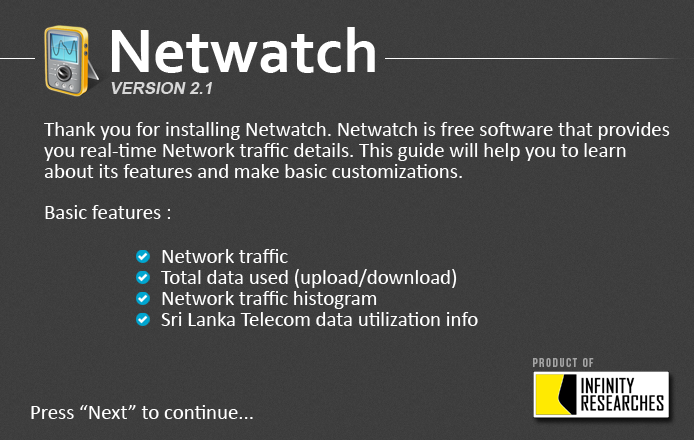 Netwatch
VERSION 2.1
Thank you for installing Netwatch. Netwatch is free software that provides
you real-time Network traffic details. This guide will help you to learn
about its features and make basic customizations.
Basic features :
Network traffic
Total data used (upload/download)
Network traffic histogram
Sri Lanka Telecom data utilization info
PRODUCT OF
INFINITY
RESEARCHES
Press “Next” to continue...